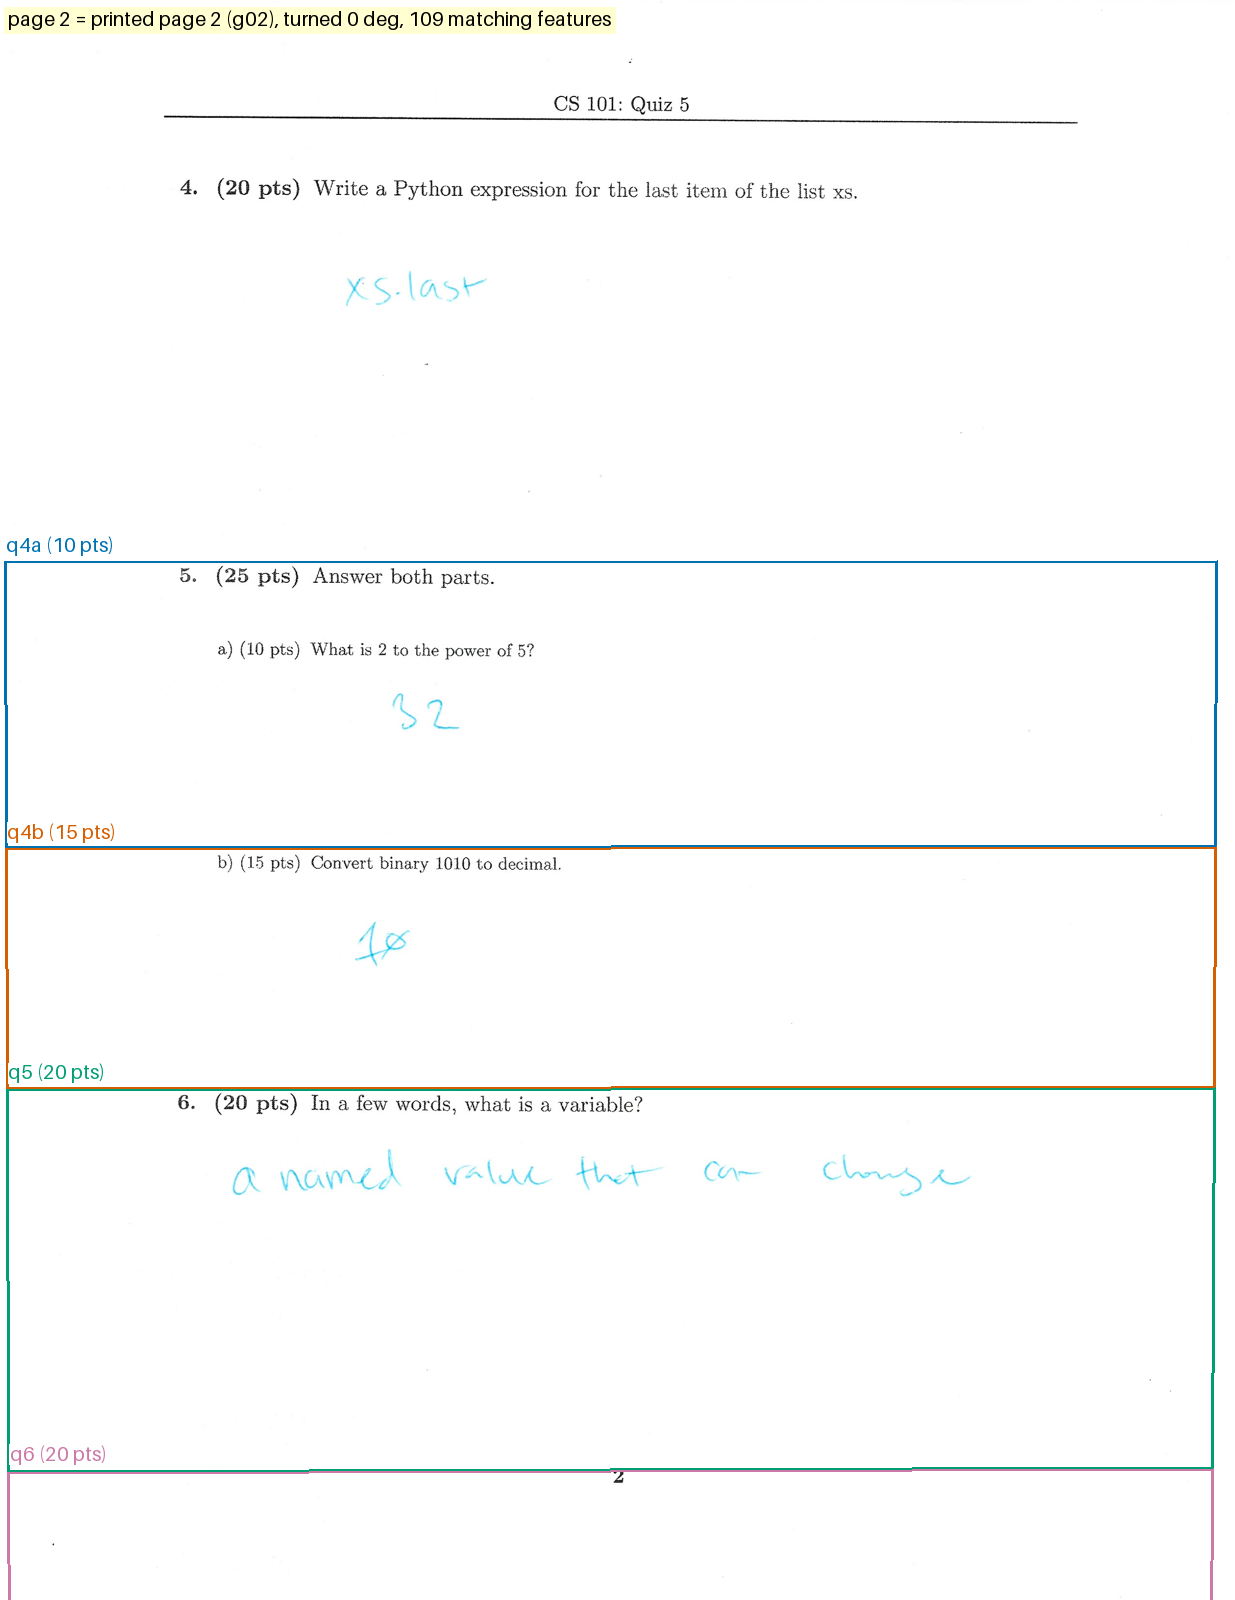 page 2 = printed page 2 (g02), turned 0 deg, 109 matching features
CS 101: Quiz 5
4. (20 pts) Write a Python expression for the last item of the list xs.
xs.last
q4a (10 pts)
5. (25 pts) Answer both parts.
a) (10 pts) What is 2 to the power of 5?
32
q4b (15 pts)
b) (15 pts) Convert binary 1010 to decimal.
10
q5 (20 pts)
6. (20 pts) In a few words, what is a variable?
a named value that can change
q6 (20 pts)
2